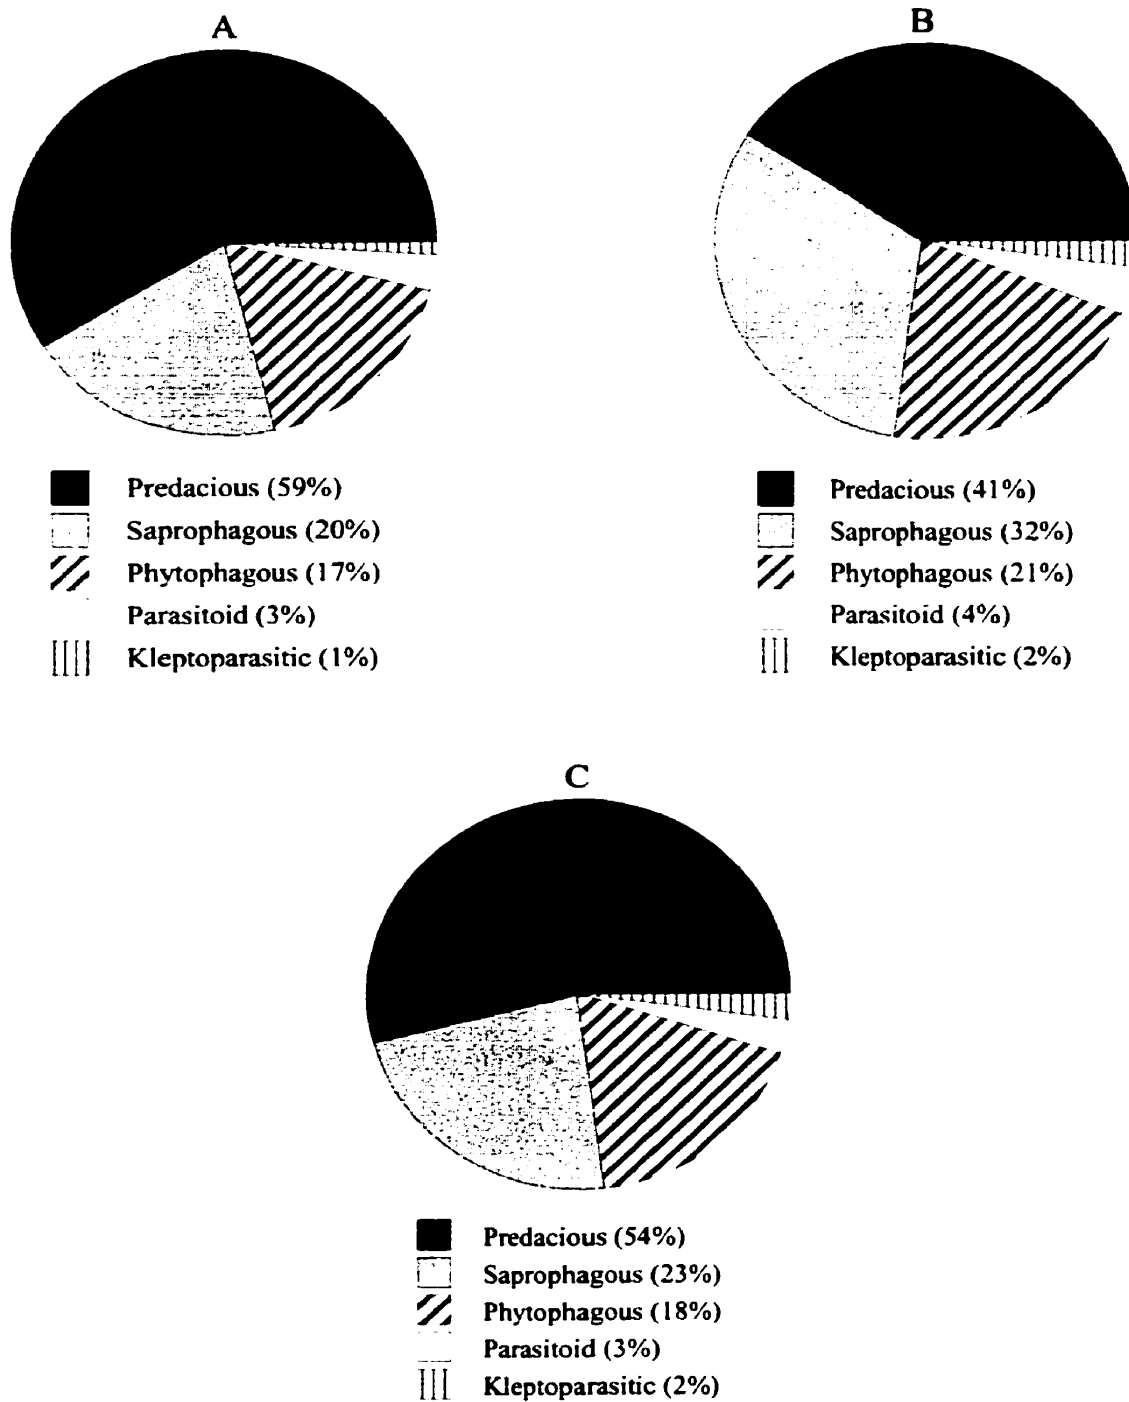 A
Predacious (59%)
Saprophagous (20%)
Phytophagous (17%)
Parasitoid (3%)
Kleptoparasitic (1%)
B
Predacious (41%)
Saprophagous (32%)
Phytophagous (21%)
Parasitoid (4%)
Kleptoparasitic (2%)
C
Predacious (54%)
Saprophagous (23%)
Phytophagous (18%)
Parasitoid (3%)
Kleptoparasitic (2%)